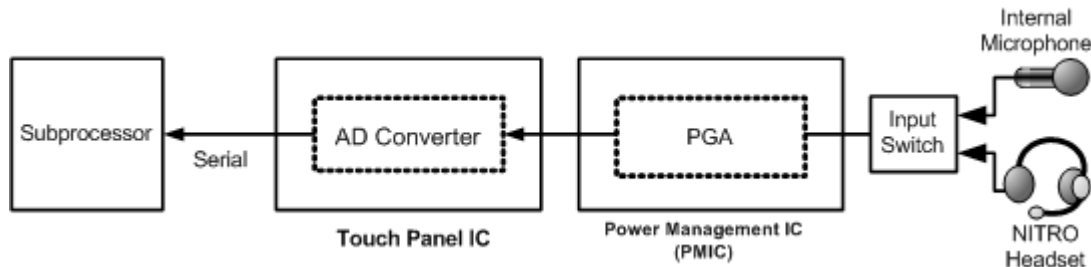 Internal
Microphone
Subprocessor
Serial
AD Converter
Touch Panel IC
PGA
Power Management IC
(PMIC)
Input
Switch
NITRO
Headset